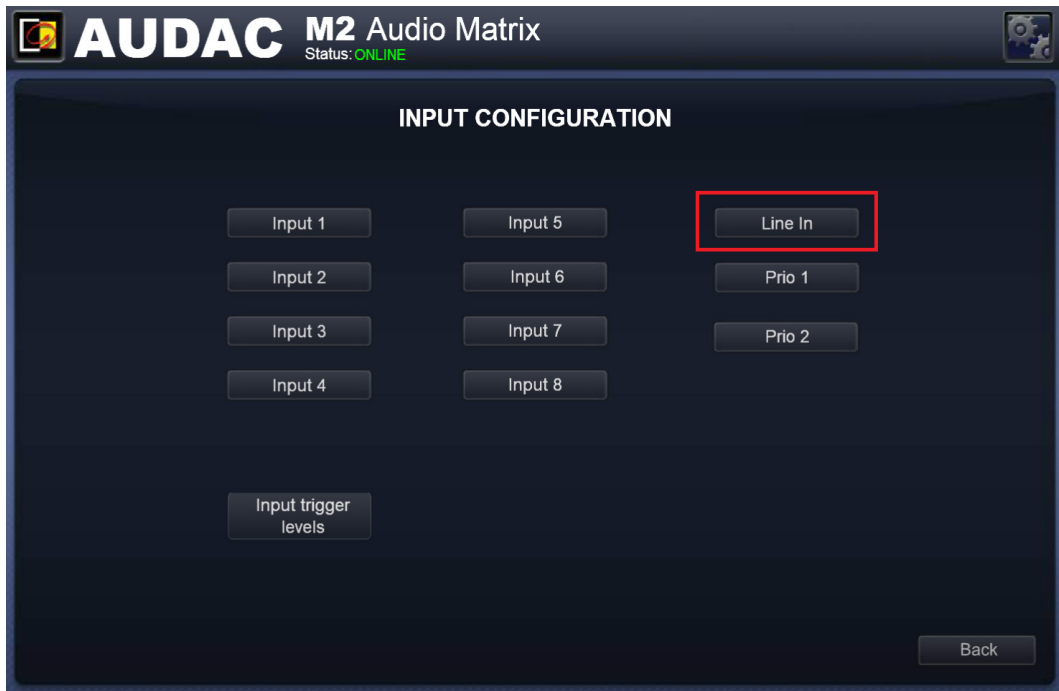 AUDAC M2 Audio Matrix
Status: ONLINE
INPUT CONFIGURATION
Input 1
Input 5
Line In
Input 2
Input 6
Prio 1
Input 3
Input 7
Prio 2
Input 4
Input 8
Input trigger
levels
Back